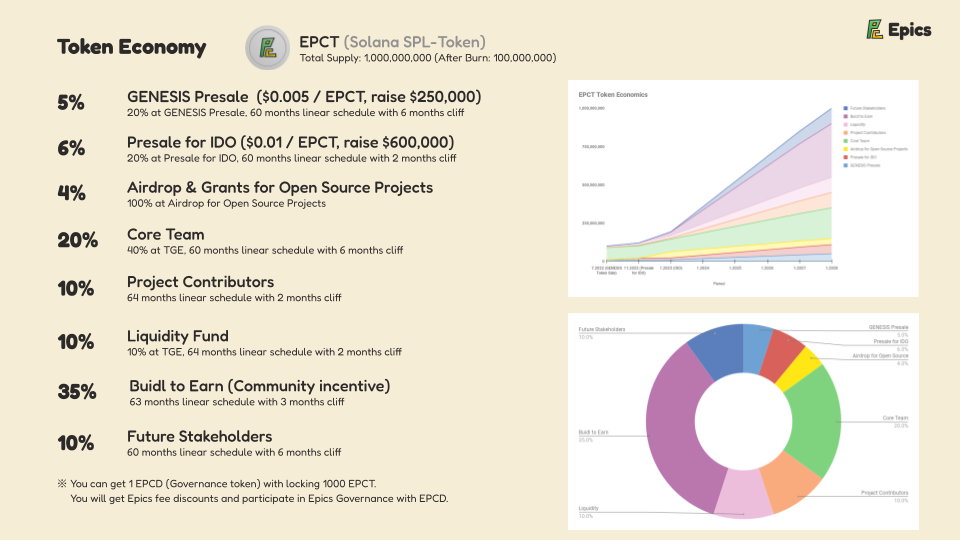 Token Economy
EPCT (Solana SPL-Token)
Total Supply: 1.000,000,000 (After Burn: 100,000,000)
Epics
5%
GENESIS Presale ($0.005 / EPCT, raise $250,000)
20% at GENESIS Presale, 60 months linear schedule with 6 months cliff
6%
Presale for IDO ($0.01 / EPCT, raise $600,000)
20% at Presale for IDO, 60 months linear schedule with 2 months cliff
4%
Airdrop & Grants for Open Source Projects
100% at Airdrop for Open Source Projects
20%
Core Team
40% at TGE, 60 months linear schedule with 6 months cliff
10%
Project Contributors
64 months linear schedule with 2 months cliff
10%
Liquidity Fund
10% at TGE, 64 months linear schedule with 2 months cliff
35%
Buidl to Earn (Community incentive)
63 months linear schedule with 3 months cliff
10%
Future Stakeholders
60 months linear schedule with 6 months cliff
※ You can get 1 EPCD (Governance token) with locking 1000 EPCT.
You will get Epics fee discounts and participate in Epics Governance with EPCD.
EPCT Token Economics
1,000,000,000
750,000,000
500,000,000
250,000,000
0
7.2022 (GENESIS Token Sale)
11.2022 (Presale for IDO)
1.2023 (IDO)
1.2024
1.2025
1.2026
1.2007
1.2008
Period
Future Stakeholders
Buidl to Earn
Liquidity
Project Contributors
Core Team
Airdrop for Open Source Projects
Presale for IDO
GENESIS Presale
Future Stakeholders
10.0%
GENESIS Presale
5.0%
Presale for IDO
6.0%
Airdrop for Open Source
4.0%
Core Team
20.0%
Buidl to Earn
35.0%
Project Contributors
10.0%
Liquidity
10.0%